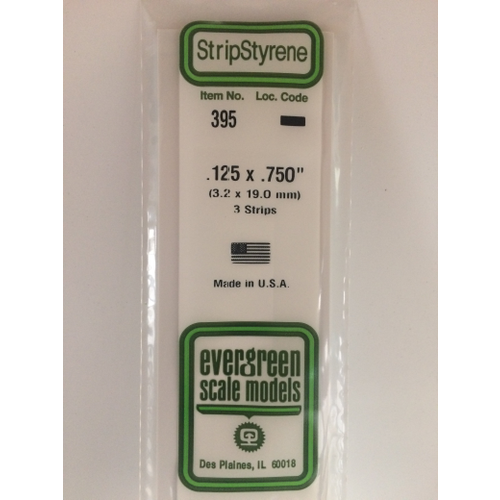 StripStyrene
Item No. Loc. Code
395
.125 x .750"
(3.2 x 19.0 mm)
3 Strips
Made in U.S.A.
evergreen
scale models
Des Plaines, IL 60018